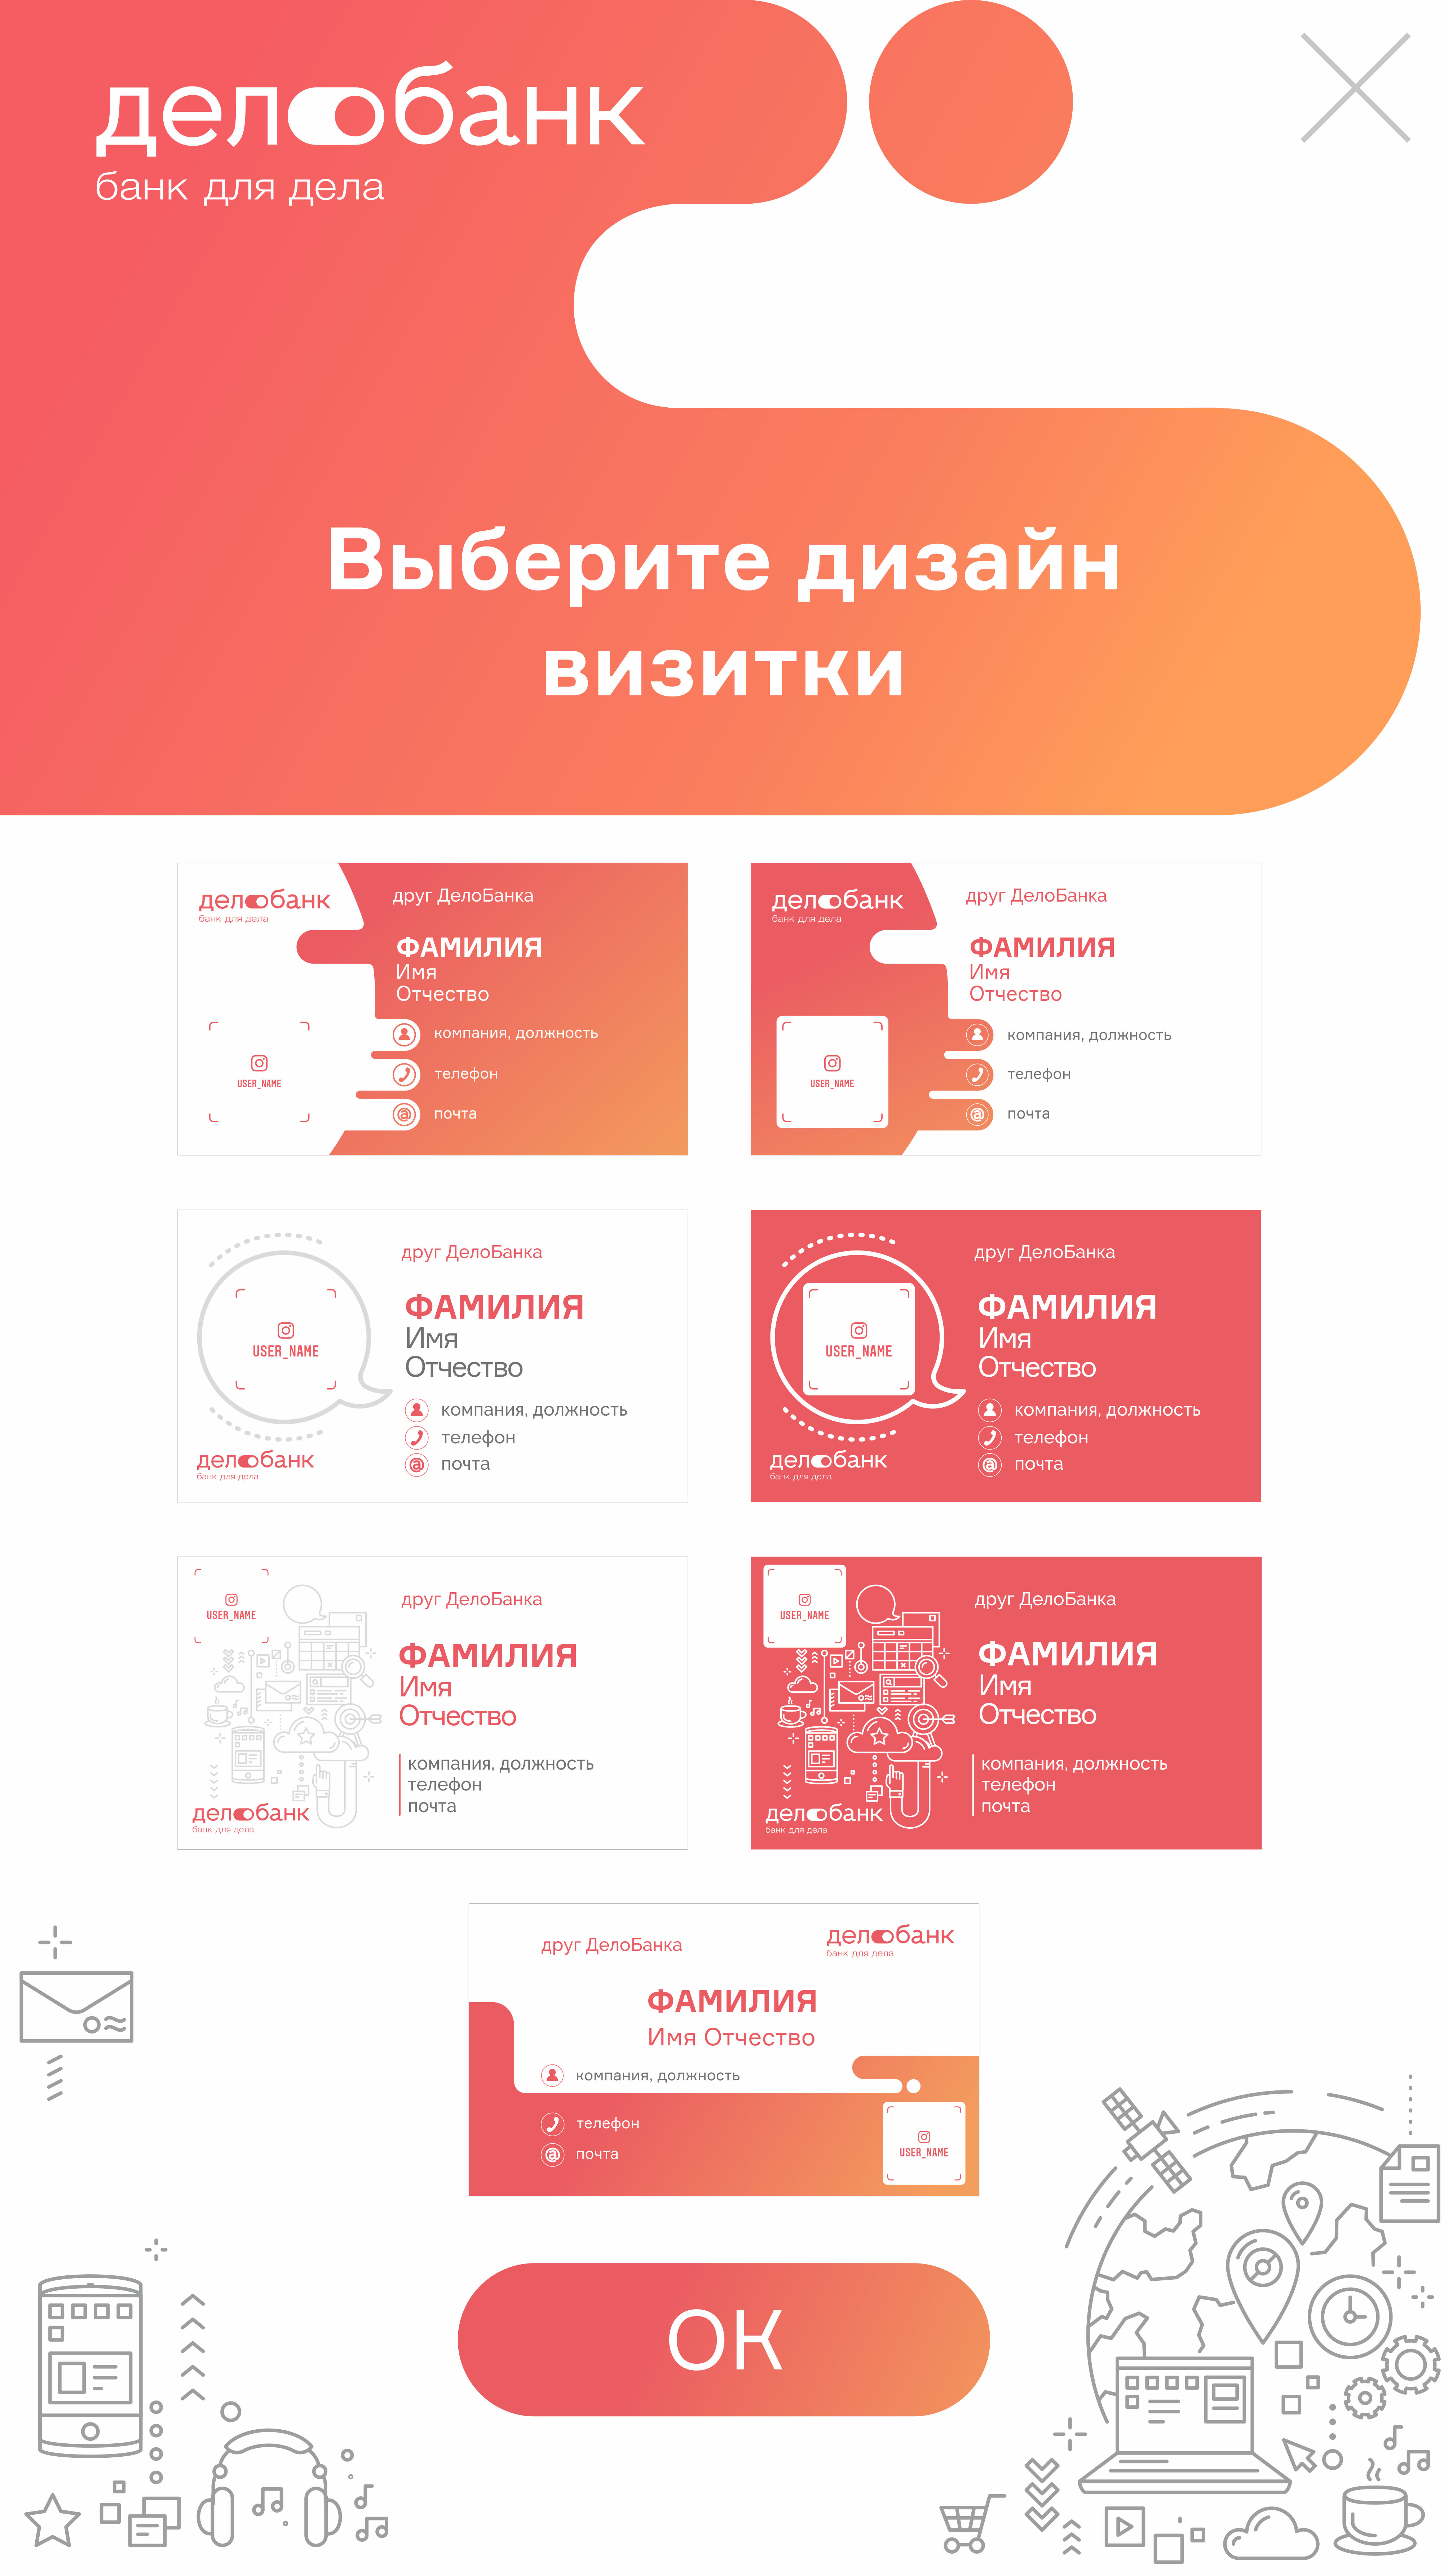 делобанк
банк для дела
Выберите дизайн
визитки
делобанк
банк для дела
друг ДелоБанка
ФАМИЛИЯ
Имя
Отчество
USER_NAME
компания, должность
телефон
@ почта
делобанк
банк для дела
друг ДелоБанка
ФАМИЛИЯ
Имя
Отчество
USER_NAME
компания, должность
телефон
@ почта
друг ДелоБанка
ФАМИЛИЯ
Имя
Отчество
USER_NAME
компания, должность
телефон
@ почта
делобанк
банк для дела
друг ДелоБанка
ФАМИЛИЯ
Имя
Отчество
USER_NAME
компания, должность
телефон
@ почта
делобанк
банк для дела
USER_NAME
друг ДелоБанка
ФАМИЛИЯ
Имя
Отчество
компания, должность
телефон
почта
делобанк
банк для дела
USER_NAME
друг ДелоБанка
ФАМИЛИЯ
Имя
Отчество
компания, должность
телефон
почта
делобанк
банк для дела
друг ДелоБанка
делобанк
банк для дела
ФАМИЛИЯ
Имя Отчество
компания, должность
телефон
@ почта
USER_NAME
ОК